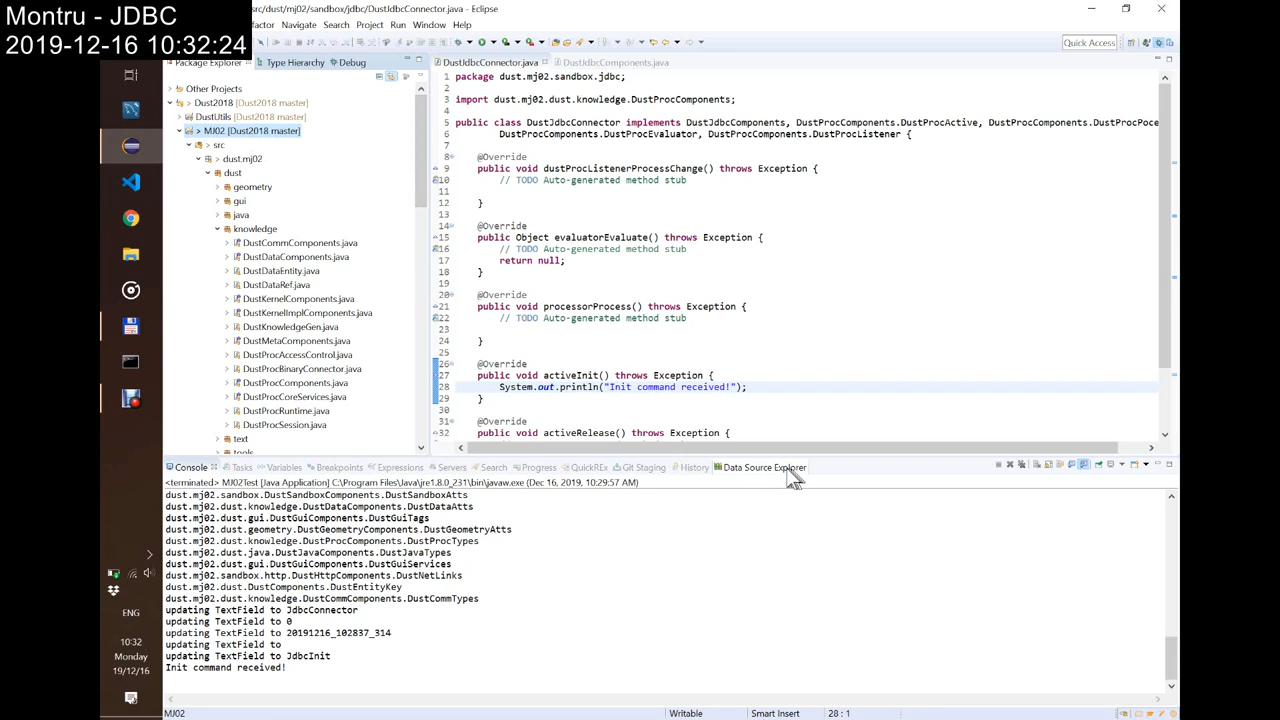 Montru - JDBC
2019-12-16 10:32:24
src/dust/mj02/sandbox/jdbc/DustJdbcConnector.java - Eclipse
factor Navigate Search Project Run Window Help
Quick Access
Package Explorer Type Hierarchy Debug
Other Projects
Dust2018 [Dust2018 master]
DustUtils [Dust2018 master]
> MJ02 [Dust2018 master]
> src
> dust.mj02
dust
geometry
gui
java
knowledge
DustCommComponents.java
DustDataComponents.java
DustDataEntity.java
DustDataRef.java
DustKernelComponents.java
DustKernelImplComponents.java
DustKnowledgeGen.java
DustMetaComponents.java
DustProcAccessControl.java
DustProcBinaryConnector.java
DustProcComponents.java
DustProcCoreServices.java
DustProcRuntime.java
DustProcSession.java
text
tools
DustJdbcConnector.java DustJdbcComponents.java
1 package dust.mj02.sandbox.jdbc;
2
3 import dust.mj02.dust.knowledge.DustProcComponents;
4
5 public class DustJdbcConnector implements DustJdbcComponents, DustProcComponents.DustProcActive, DustProcComponents.DustProcPoce
6 DustProcComponents.DustProcEvaluator, DustProcComponents.DustProcListener {
7
8 @Override
9 public void dustProcListenerProcessChange() throws Exception {
10 // TODO Auto-generated method stub
11
12 }
13
14 @Override
15 public Object evaluatorEvaluate() throws Exception {
16 // TODO Auto-generated method stub
17 return null;
18 }
19
20 @Override
21 public void processorProcess() throws Exception {
22 // TODO Auto-generated method stub
23
24 }
25
26 @Override
27 public void activeInit() throws Exception {
28 System.out.println("Init command received!");
29 }
30
31 @Override
32 public void activeRelease() throws Exception {
Console Tasks Variables Breakpoints Expressions Servers Search Progress QuickREx Git Staging History Data Source Explorer
<terminated> MJ02Test [Java Application] C:\Program Files\Java\jre1.8.0_231\bin\javaw.exe (Dec 16, 2019, 10:29:57 AM)
dust.mj02.sandbox.DustSandboxComponents.DustSandboxAtts
dust.mj02.dust.knowledge.DustDataComponents.DustDataAtts
dust.mj02.dust.gui.DustGuiComponents.DustGuiTags
dust.mj02.dust.geometry.DustGeometryComponents.DustGeometryAtts
dust.mj02.dust.knowledge.DustProcComponents.DustProcTypes
dust.mj02.dust.java.DustJavaComponents.DustJavaTypes
dust.mj02.dust.gui.DustGuiComponents.DustGuiServices
dust.mj02.sandbox.http.DustHttpComponents.DustNetLinks
dust.mj02.dust.DustComponents.DustEntityKey
dust.mj02.dust.knowledge.DustCommComponents.DustCommTypes
updating TextField to JdbcConnector
updating TextField to 0
updating TextField to 20191216_102837_314
updating TextField to
updating TextField to JdbcInit
Init command received!
ENG
10:32
Monday
19/12/16
MJ02 Writable Smart Insert 28 : 1